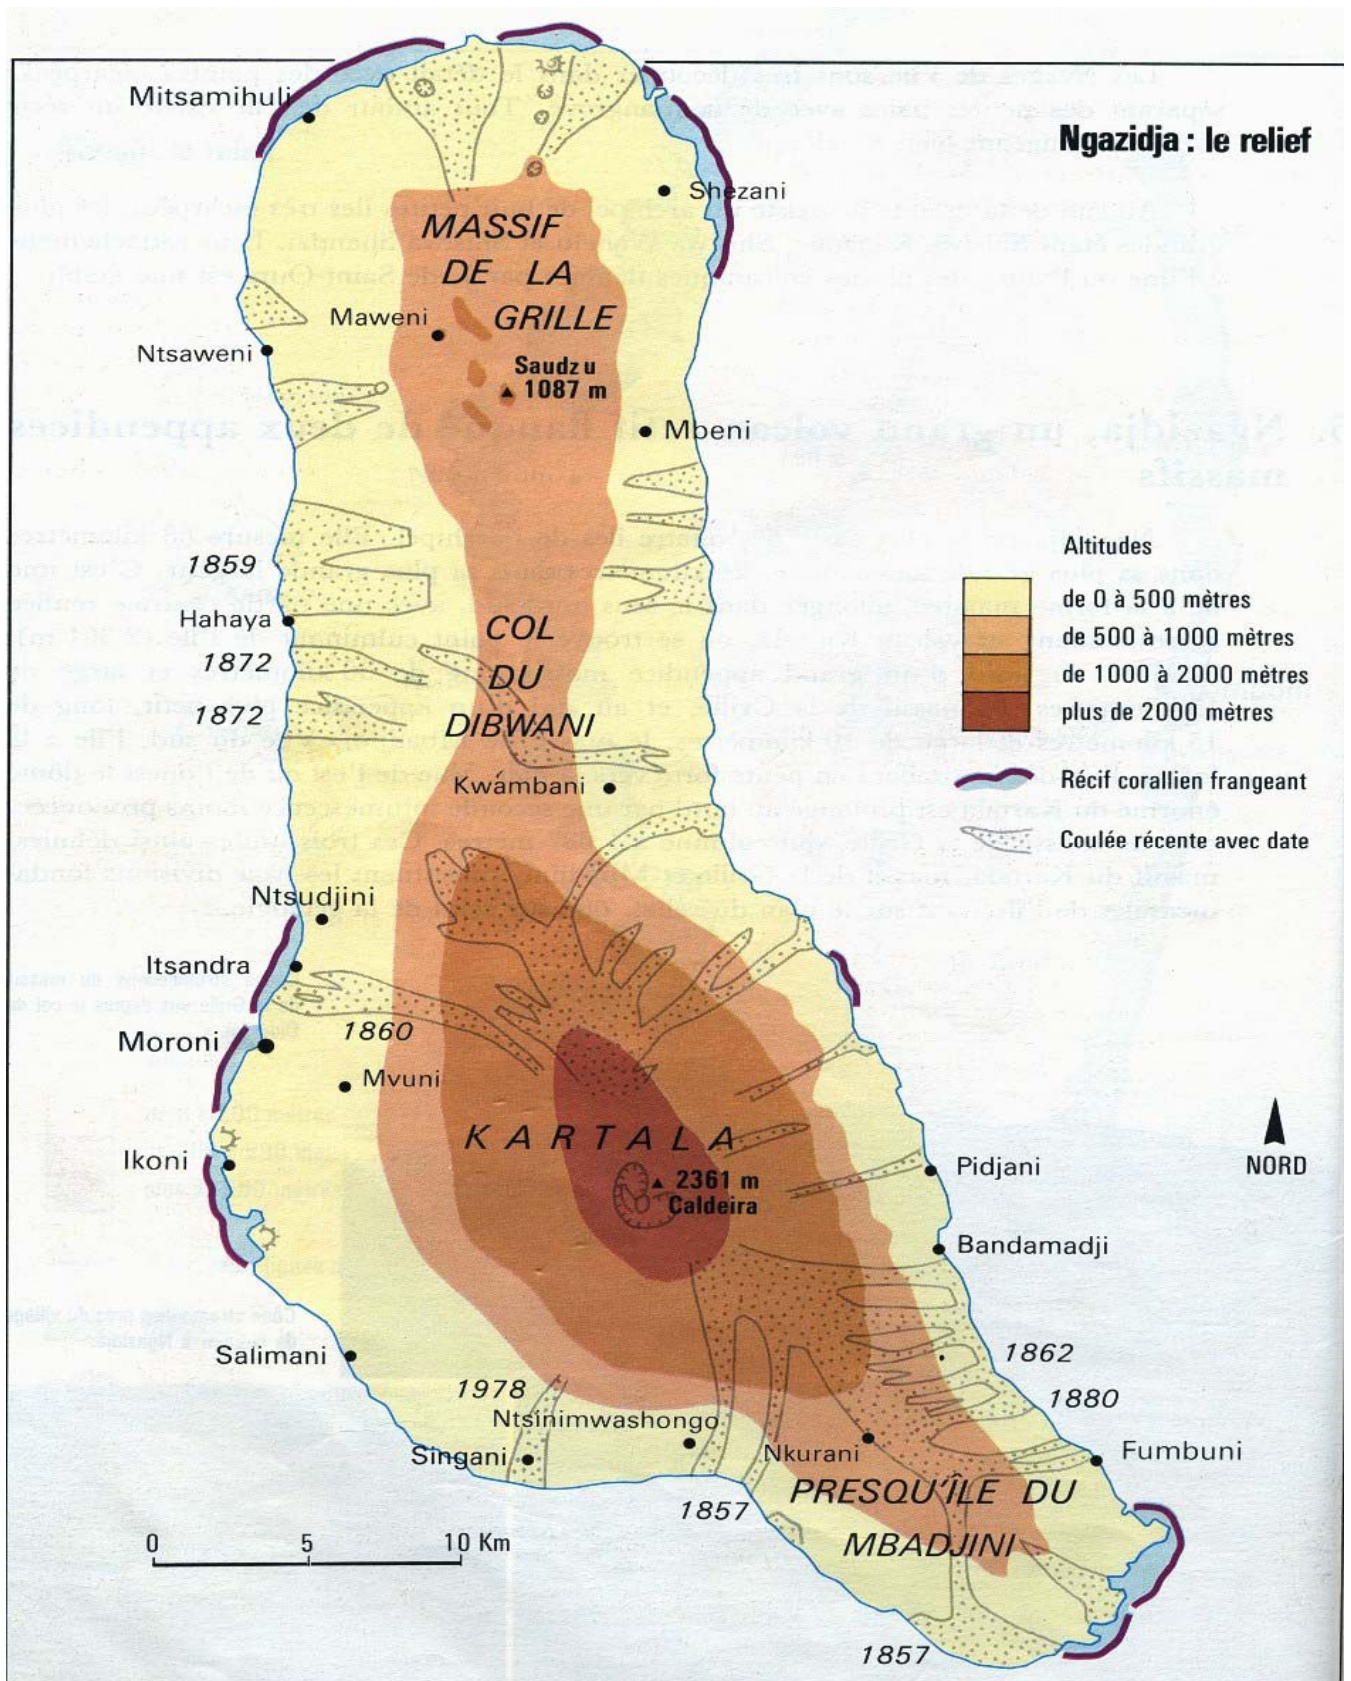 Ngazidja : le relief
Mitsamihuli
Shezani
MASSIF
DE LA
GRILLE
Maweni
Ntsaweni
Saudzu
1087 m
Mbeni
1859
Hahaya
1872
1872
COL
DU
DIBWANI
Kwambani
Altitudes
de 0 à 500 mètres
de 500 à 1000 mètres
de 1000 à 2000 mètres
plus de 2000 mètres
Récif corallien frangeant
Coulée récente avec date
Ntsudjini
Itsandra
1860
Moroni
Mvuni
KARTALA
Ikoni
2361 m
Caldeira
Pidjani
NORD
Bandamadji
Salimani
1862
1978
1880
Ntsinimwashongo
Singani
Nkurani
Fumbuni
PRESQU'ÎLE DU
MBADJINI
1857
0 5 10 Km
1857